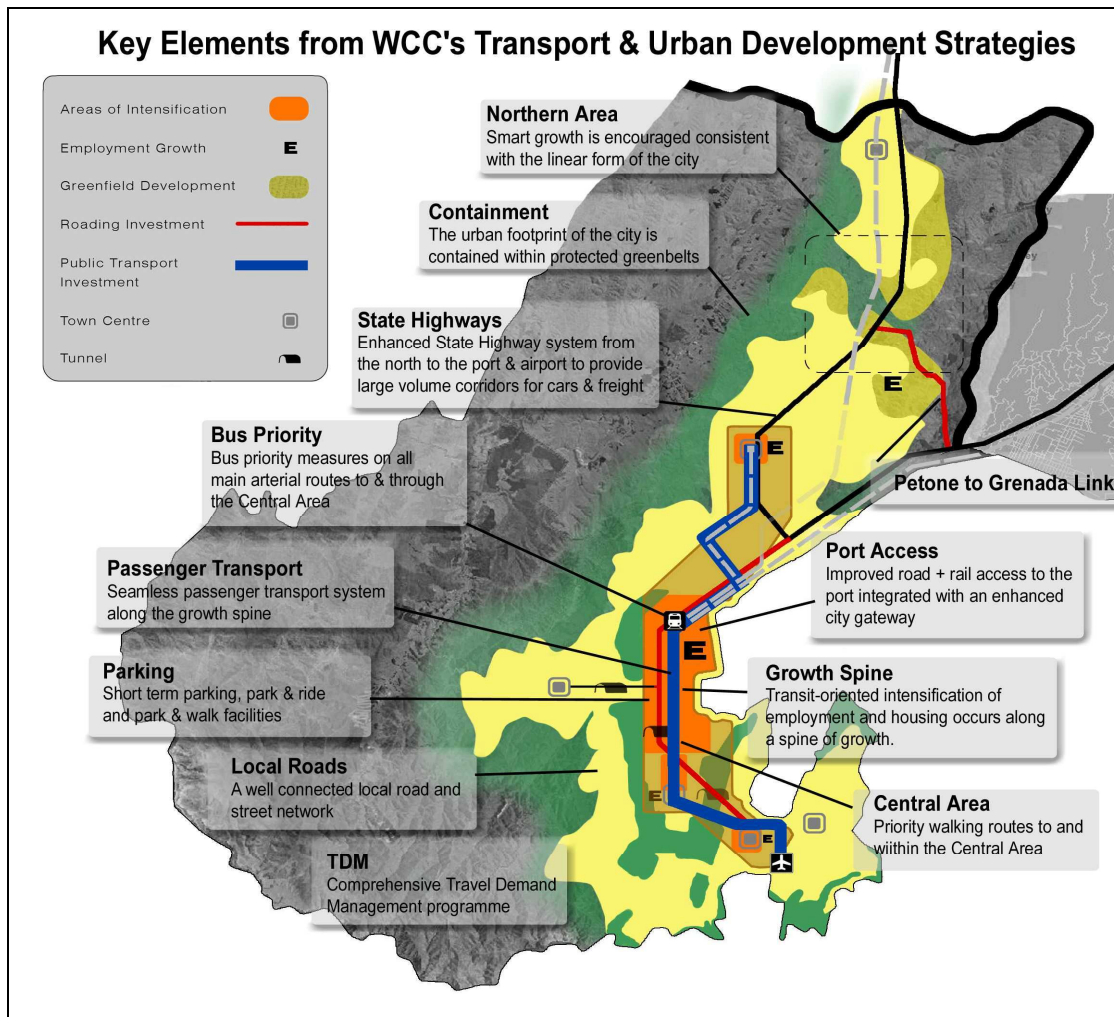 Key Elements from WCC's Transport & Urban Development Strategies
Areas of Intensification
Employment Growth
E
Greenfield Development
Roading Investment
Public Transport
Investment
Town Centre
Tunnel
Northern Area
Smart growth is encouraged consistent
with the linear form of the city
Containment
The urban footprint of the city is
contained within protected greenbelts
State Highways
Enhanced State Highway system from
the north to the port & airport to provide
large volume corridors for cars & freight
E
Bus Priority
Bus priority measures on all
main arterial routes to & through
the Central Area
E
Petone to Grenada Link
Passenger Transport
Seamless passenger transport system
along the growth spine
Port Access
Improved road + rail access to the
port integrated with an enhanced
city gateway
E
Parking
Short term parking, park & ride
and park & walk facilities
Growth Spine
Transit-oriented intensification of
employment and housing occurs along
a spine of growth.
Local Roads
A well connected local road and
street network
E
Central Area
Priority walking routes to and
wiithin the Central Area
E
TDM
Comprehensive Travel Demand
Management programme